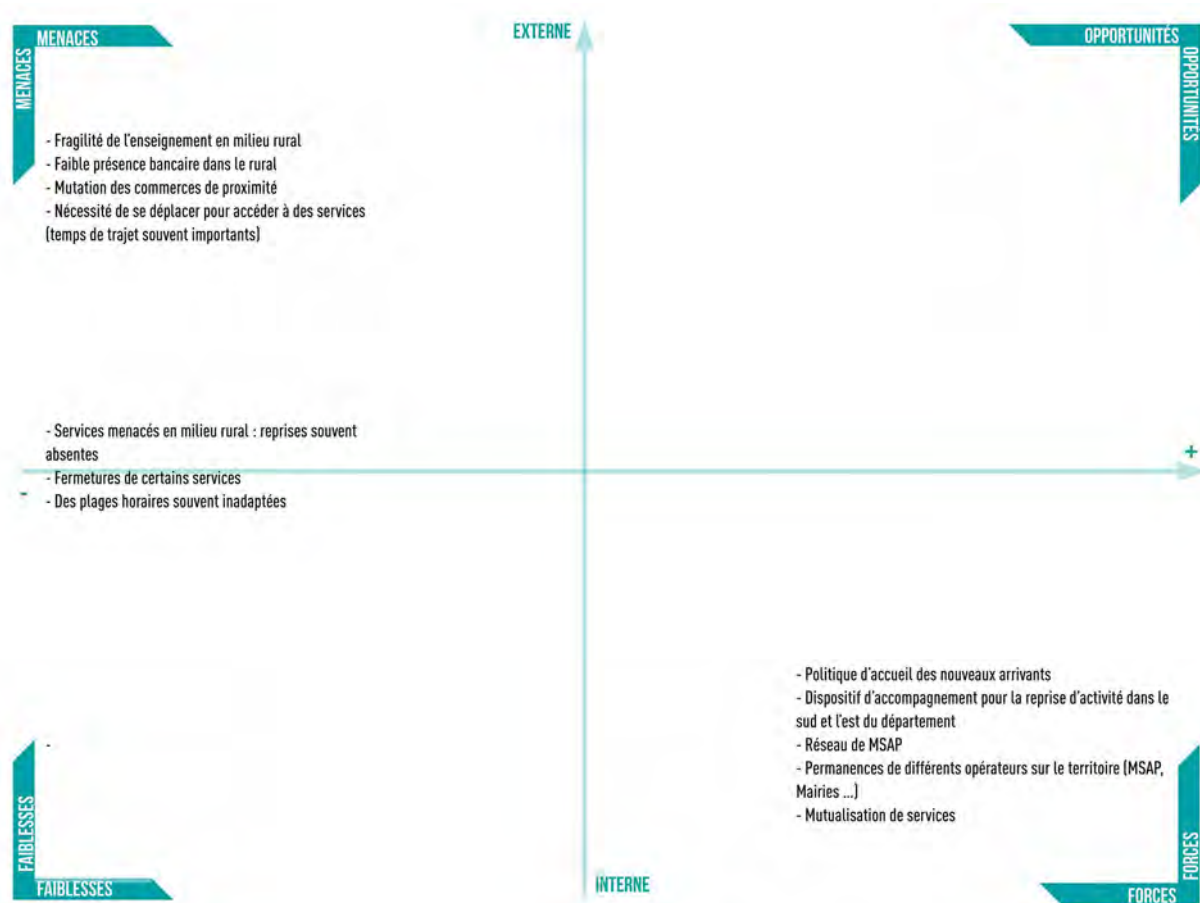 MENACES
MENACES
EXTERNE
OPPORTUNITÉS
OPPORTUNITÉS
- Fragilité de l'enseignement en milieu rural
- Faible présence bancaire dans le rural
- Mutation des commerces de proximité
- Nécessité de se déplacer pour accéder à des services
(temps de trajet souvent importants)
- Services menacés en milieu rural : reprises souvent
absentes
- Fermetures de certains services
- Des plages horaires souvent inadaptées
-
+
- Politique d'accueil des nouveaux arrivants
- Dispositif d'accompagnement pour la reprise d'activité dans le
sud et l'est du département
- Réseau de MSAP
- Permanences de différents opérateurs sur le territoire (MSAP,
Mairies ...)
- Mutualisation de services
-
FAIBLESSES
FAIBLESSES
INTERNE
FORCES
FORCES